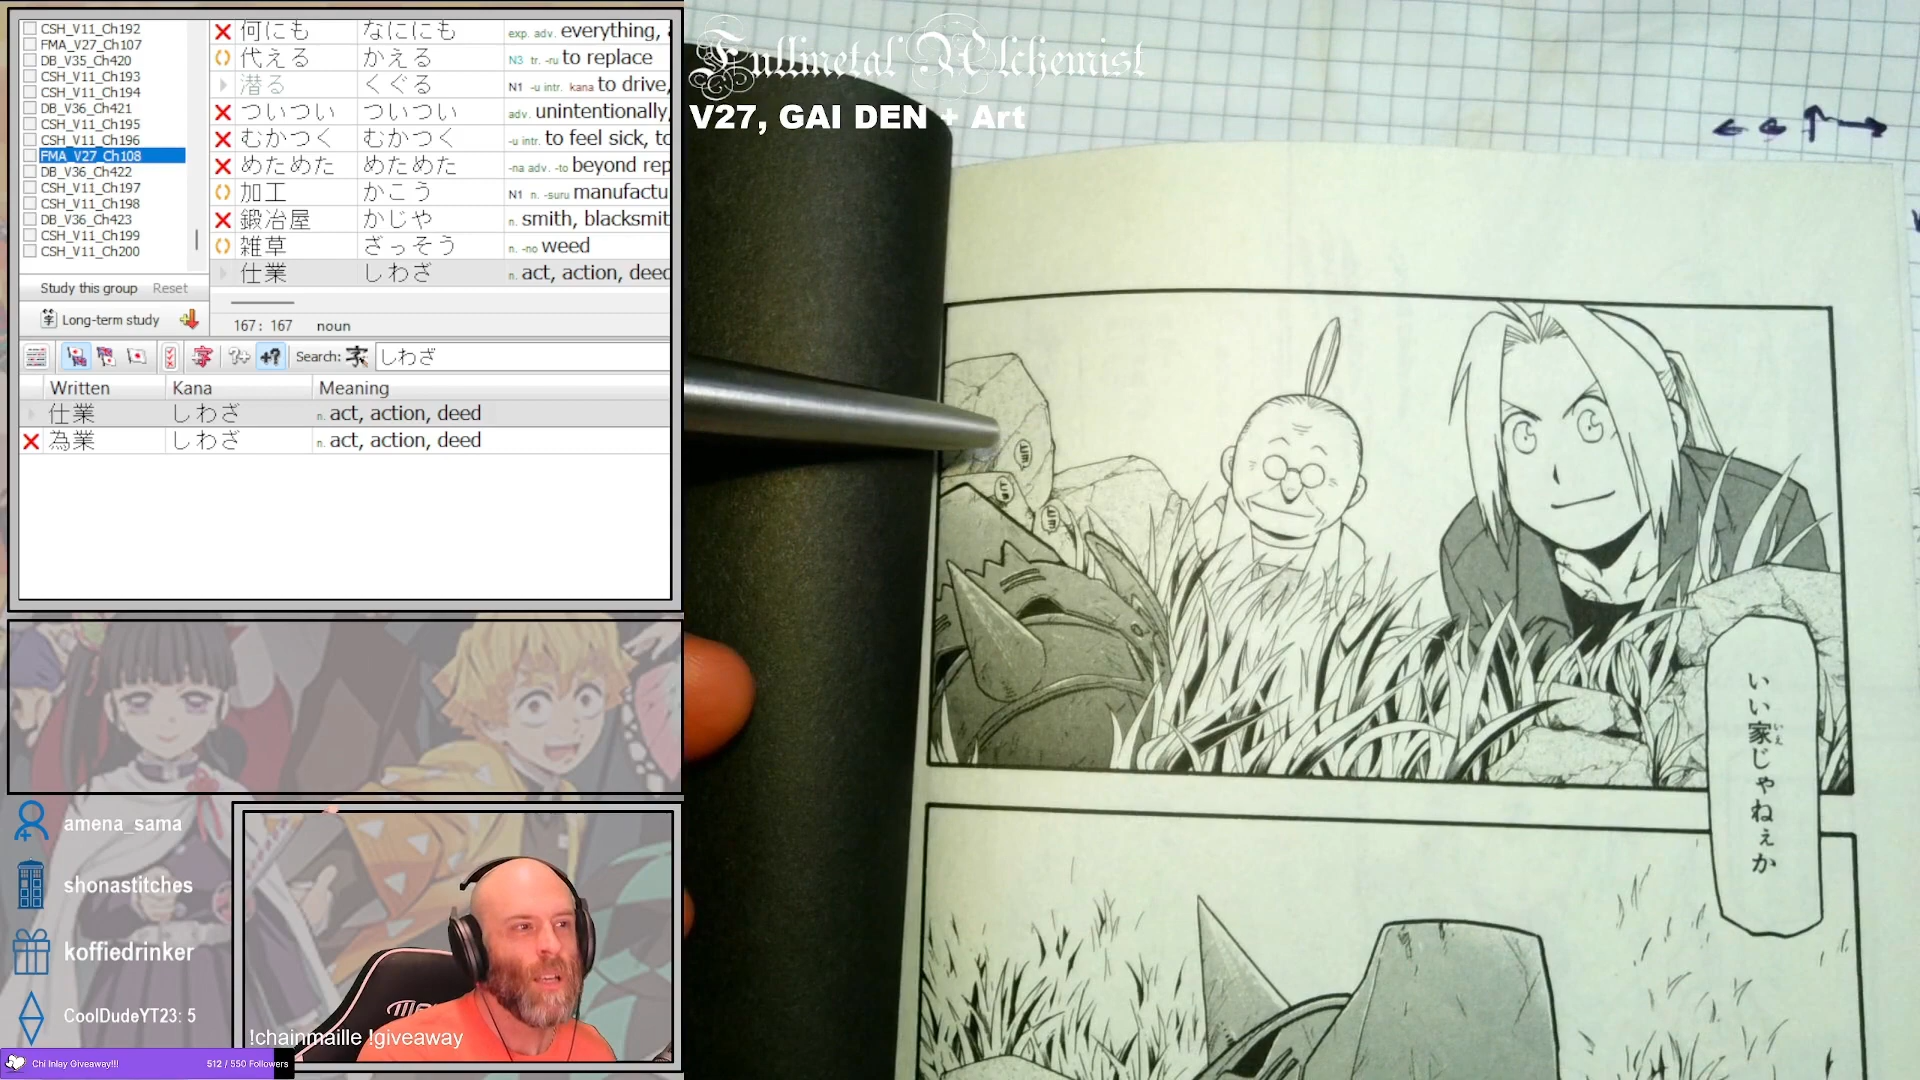 CSH_V11_Ch192
FMA_V27_Ch107
DB_V35_Ch420
CSH_V11_Ch193
CSH_V11_Ch194
DB_V36_Ch421
CSH_V11_Ch195
CSH_V11_Ch196
FMA_V27_Ch108
DB_V36_Ch422
CSH_V11_Ch197
CSH_V11_Ch198
DB_V36_Ch423
CSH_V11_Ch199
CSH_V11_Ch200
Study this group Reset
Long-term study
何にも なににも exp. adv. everything,
代える かえる N3 tr. -ru to replace
潜る くぐる N1 -u intr. kana to drive,
ついつい ついつい adv. unintentionally,
むかつく むかつく -u intr. to feel sick, to
めためた めためた -na adv. -to beyond rep
加工 かこう N1 n. -suru manufactu
鍛冶屋 かじや n. smith, blacksmit
雑草 ざっそう n. -no weed
仕業 しわざ n. act, action, deed
167: 167 noun
Search: しわざ
Written Kana Meaning
仕業 しわざ n. act, action, deed
為業 しわざ n. act, action, deed
amena_sama
shonastitches
koffiedrinker
CoolDudeYT23: 5
!chainmaille !giveaway
Chi Inlay Giveaway!!! 512 / 550 Followers
Fullmetal Alchemist
V27, GAI DEN + Art
いい家じゃねぇか
いえ